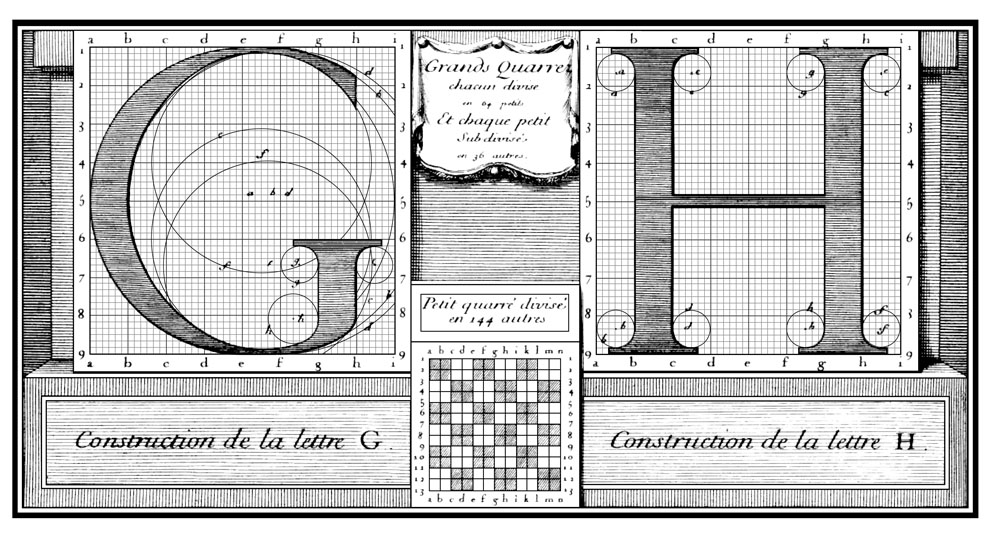 a b c d e f g h i
1 2 3 4 5 6 7 8 9
G
Grands Quarrez
chacun divisé
en 64 petits
Et chaque petit
Subdivisé
en 36 autres.
a b c d e f g h i
1 2 3 4 5 6 7 8 9
H
Petit quarré divisé
en 144 autres
a b c d e f g h i k l m n
1 2 3 4 5 6 7 8 9 10 11 12 13
a b c d e f g h i k l m n
Construction de la lettre G.
Construction de la lettre H.